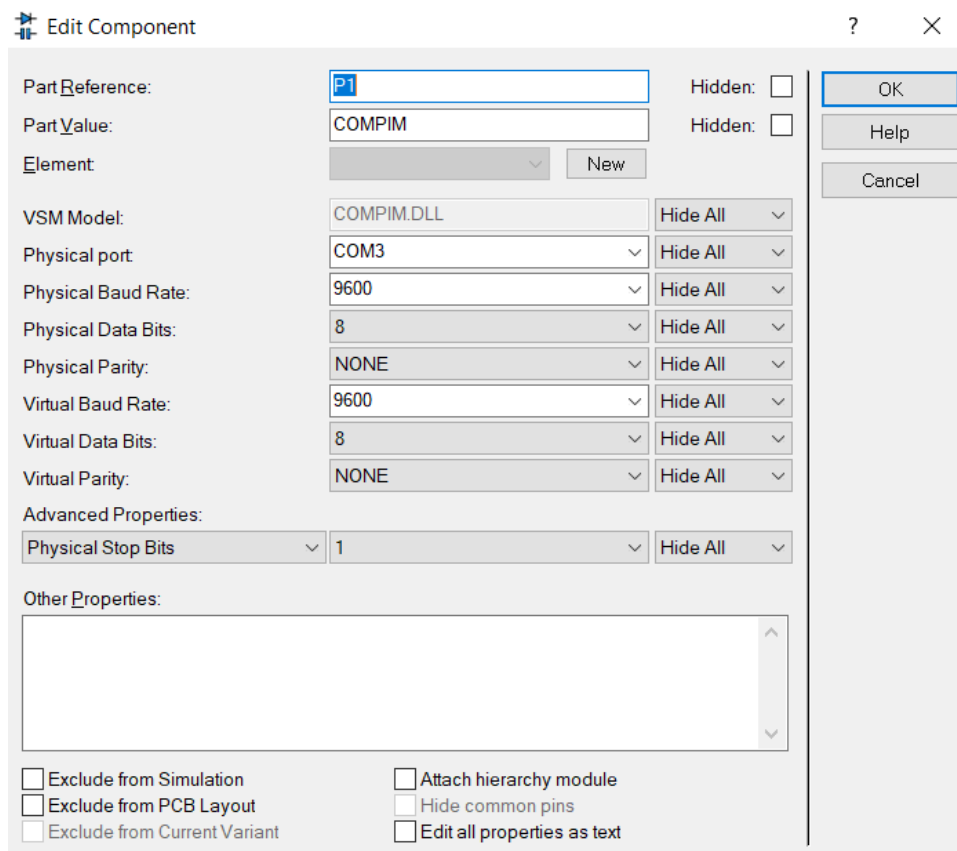 Edit Component ?
Part Reference: P1 Hidden: OK
Part Value: COMPIM Hidden: Help
Element: New Cancel
VSM Model: COMPIM.DLL Hide All
Physical port: COM3 Hide All
Physical Baud Rate: 9600 Hide All
Physical Data Bits: 8 Hide All
Physical Parity: NONE Hide All
Virtual Baud Rate: 9600 Hide All
Virtual Data Bits: 8 Hide All
Virtual Parity: NONE Hide All
Advanced Properties:
Physical Stop Bits 1 Hide All
Other Properties:
Exclude from Simulation Attach hierarchy module
Exclude from PCB Layout Hide common pins
Exclude from Current Variant Edit all properties as text